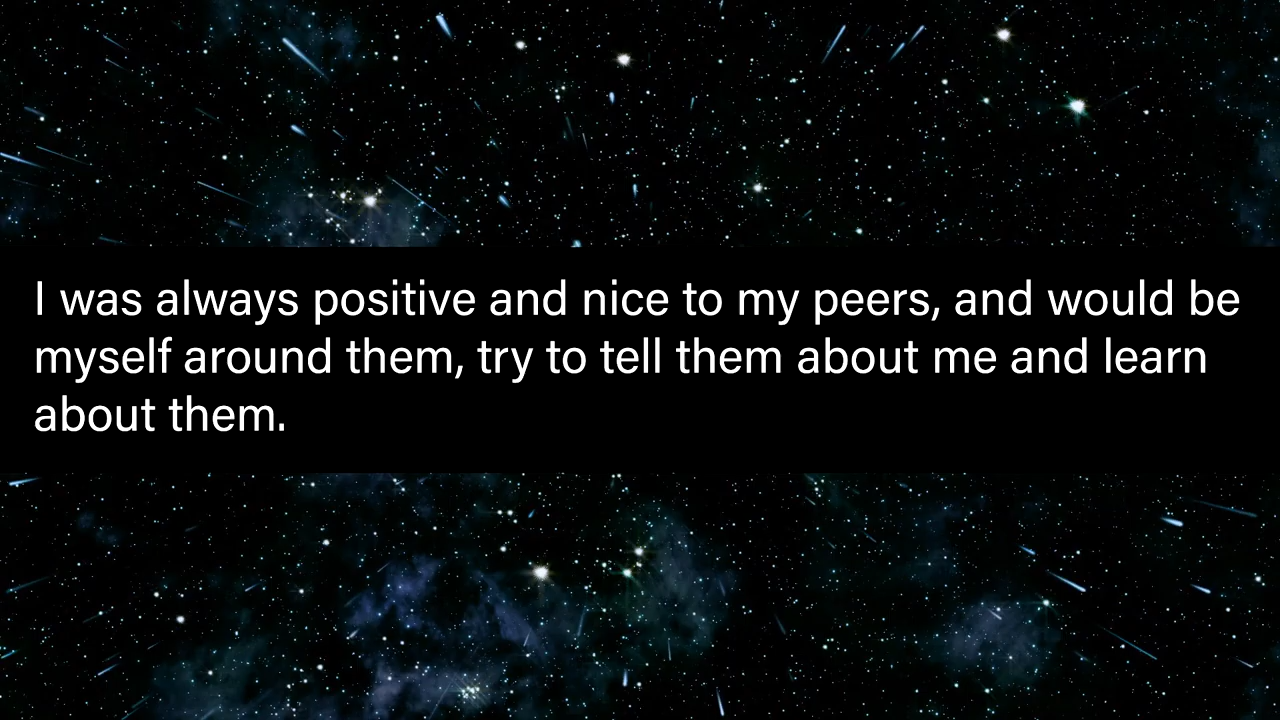 I was always positive and nice to my peers, and would be
myself around them, try to tell them about me and learn
about them.